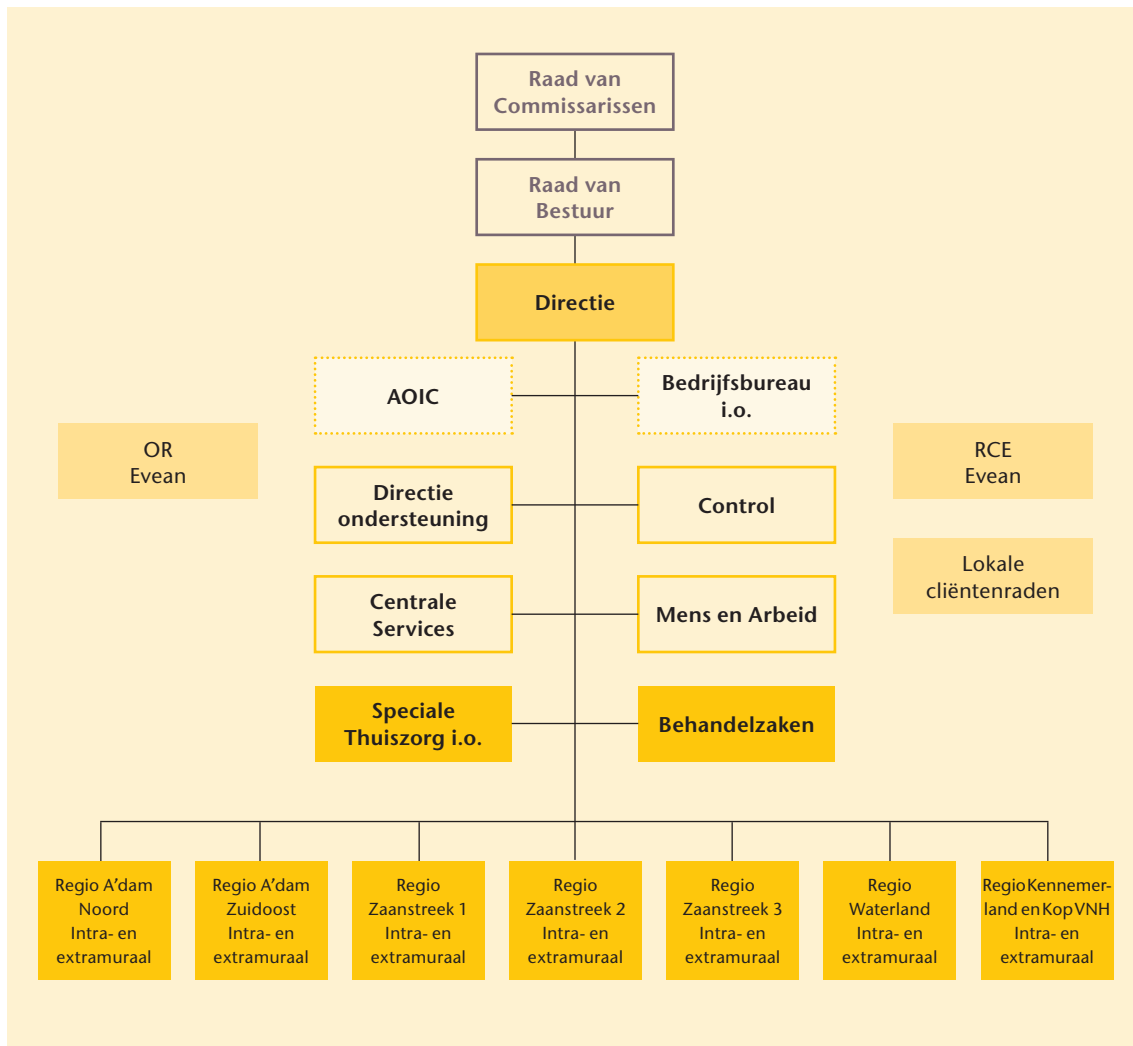 Raad van
Commissarissen
Raad van
Bestuur
Directie
AOIC
Bedrijfsbureau
i.o.
OR
Evean
RCE
Evean
Directie
ondersteuning
Control
Lokale
cliëntenraden
Centrale
Services
Mens en Arbeid
Speciale
Thuiszorg i.o.
Behandelzaken
Regio A'dam
Noord
Intra- en
extramuraal
Regio A'dam
Zuidoost
Intra- en
extramuraal
Regio
Zaanstreek 1
Intra- en
extramuraal
Regio
Zaanstreek 2
Intra- en
extramuraal
Regio
Zaanstreek 3
Intra- en
extramuraal
Regio
Waterland
Intra- en
extramuraal
Regio Kennemer-
land en Kop VNH
Intra- en
extramuraal